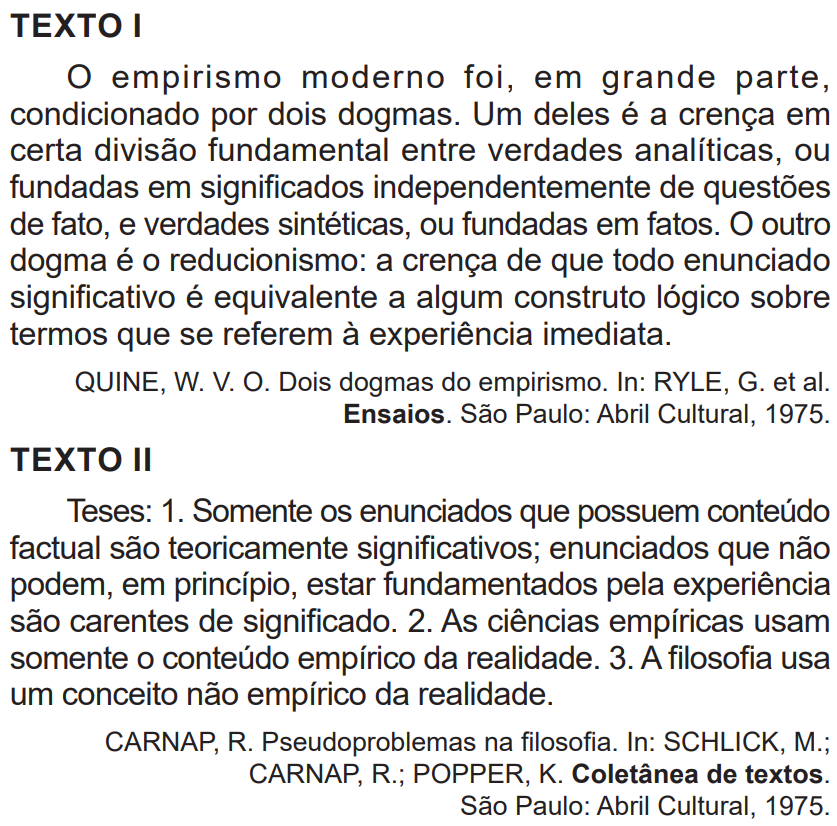 TEXTO I
O empirismo moderno foi, em grande parte,
condicionado por dois dogmas. Um deles é a crença em
certa divisão fundamental entre verdades analíticas, ou
fundadas em significados independentemente de questões
de fato, e verdades sintéticas, ou fundadas em fatos. O outro
dogma é o reducionismo: a crença de que todo enunciado
significativo é equivalente a algum construto lógico sobre
termos que se referem à experiência imediata.
QUINE, W. V. O. Dois dogmas do empirismo. In: RYLE, G. et al.
Ensaios. São Paulo: Abril Cultural, 1975.
TEXTO II
Teses: 1. Somente os enunciados que possuem conteúdo
factual são teoricamente significativos; enunciados que não
podem, em princípio, estar fundamentados pela experiência
são carentes de significado. 2. As ciências empíricas usam
somente o conteúdo empírico da realidade. 3. A filosofia usa
um conceito não empírico da realidade.
CARNAP, R. Pseudoproblemas na filosofia. In: SCHLICK, M.;
CARNAP, R.; POPPER, K. Coletânea de textos.
São Paulo: Abril Cultural, 1975.